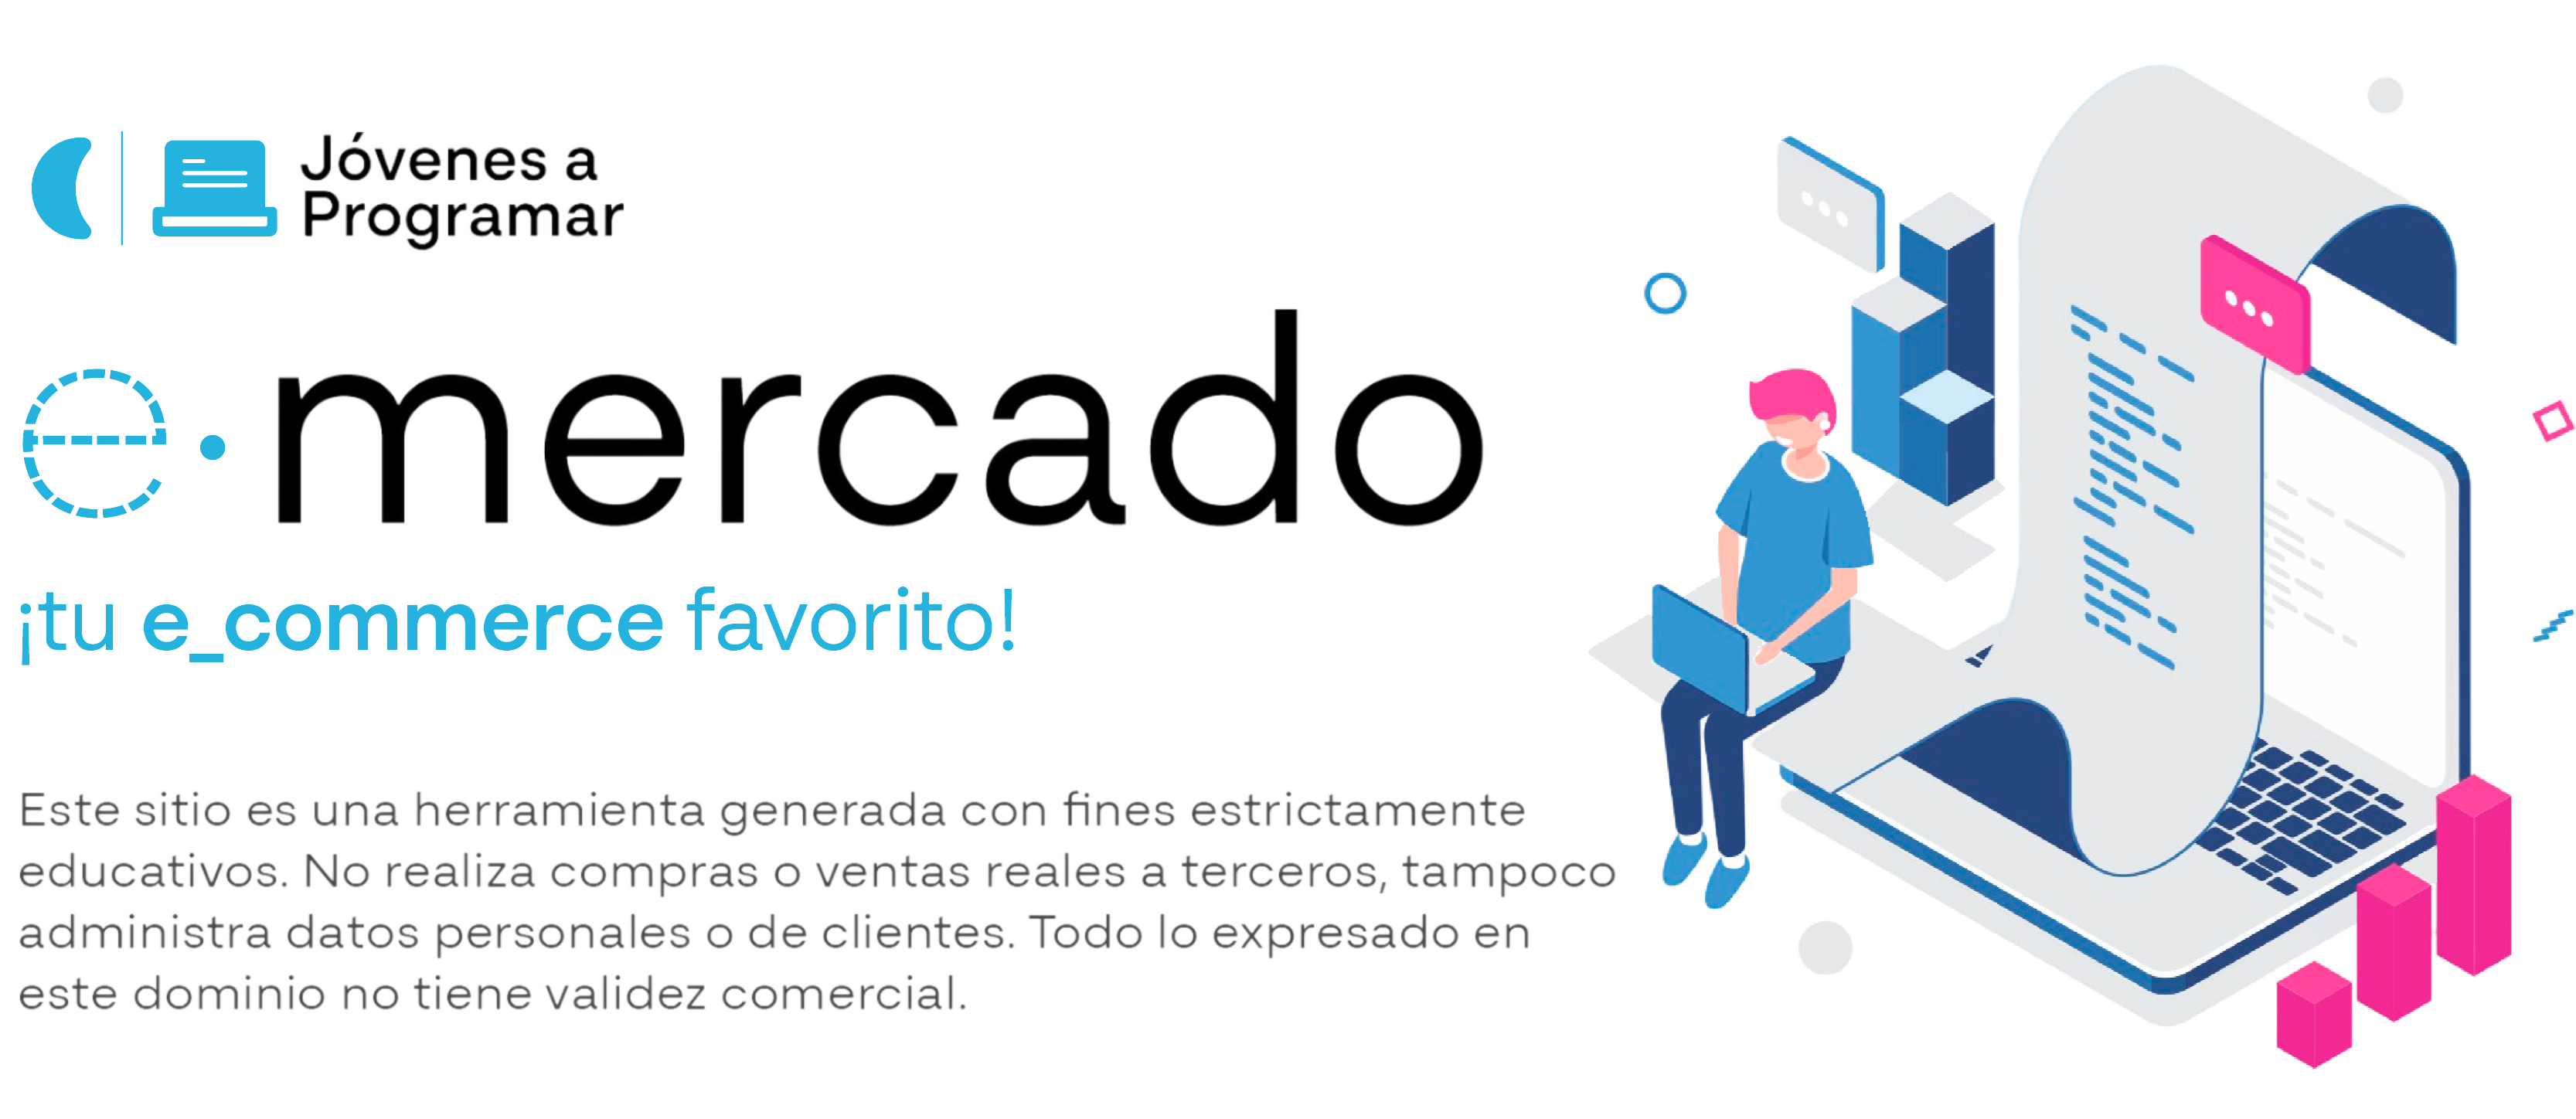 Jóvenes a
Programar
e · mercado
¡tu e_commerce favorito!
Este sitio es una herramienta generada con fines estrictamente
educativos. No realiza compras o ventas reales a terceros, tampoco
administra datos personales o de clientes. Todo lo expresado en
este dominio no tiene validez comercial.